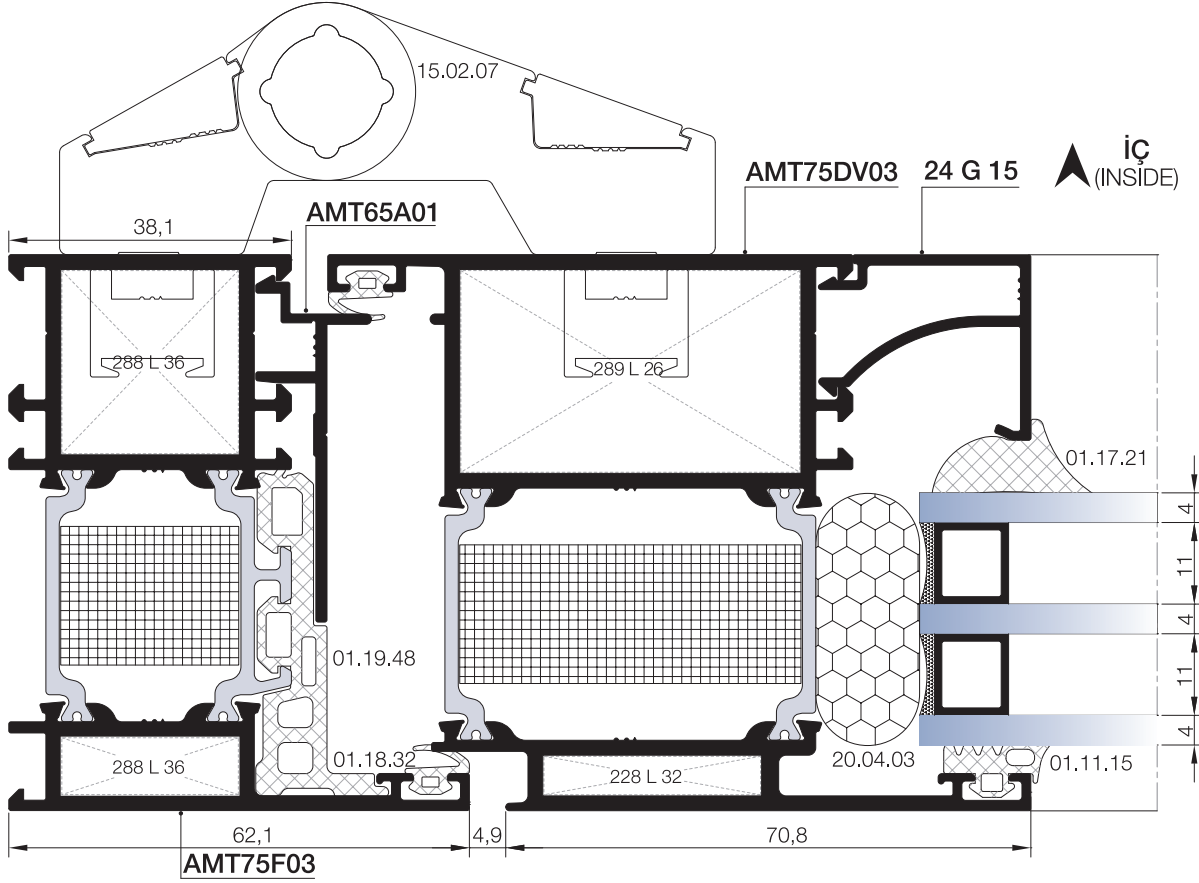 15.02.07
AMT75DV03
24 G 15
İÇ
(INSIDE)
AMT65A01
38,1
288 L 36
289 L 26
01.17.21
4
11
4
11
4
01.19.48
01.18.32
288 L 36
228 L 32
20.04.03
01.11.15
62,1
4,9
70,8
AMT75F03